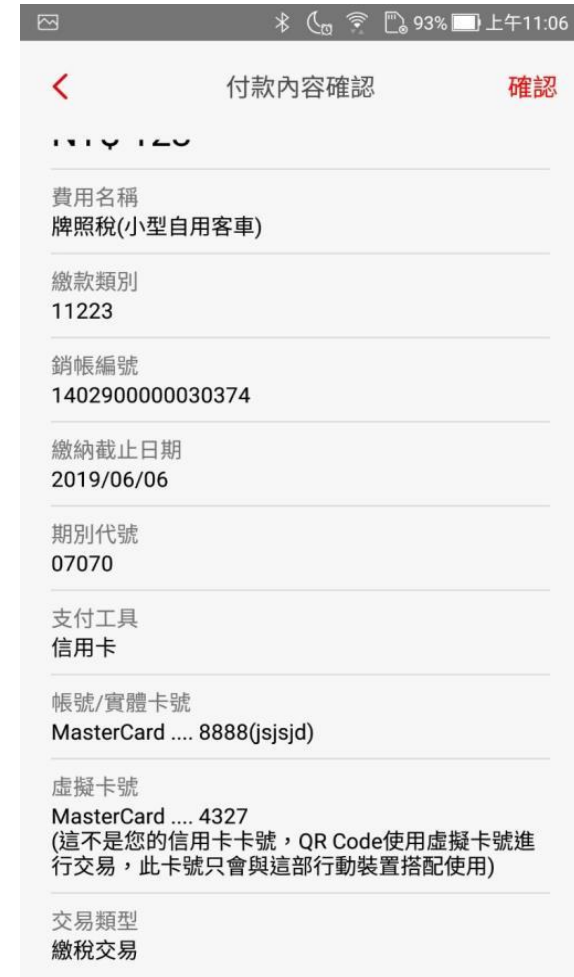 93% 上午11:06
付款內容確認
確認
費用名稱
牌照稅(小型自用客車)
繳款類別
11223
銷帳編號
1402900000030374
繳納截止日期
2019/06/06
期別代號
07070
支付工具
信用卡
帳號/實體卡號
MasterCard .... 8888(jsjsjd)
虛擬卡號
MasterCard .... 4327
(這不是您的信用卡卡號，QR Code使用虛擬卡號進
行交易，此卡號只會與這部行動裝置搭配使用)
交易類型
繳稅交易